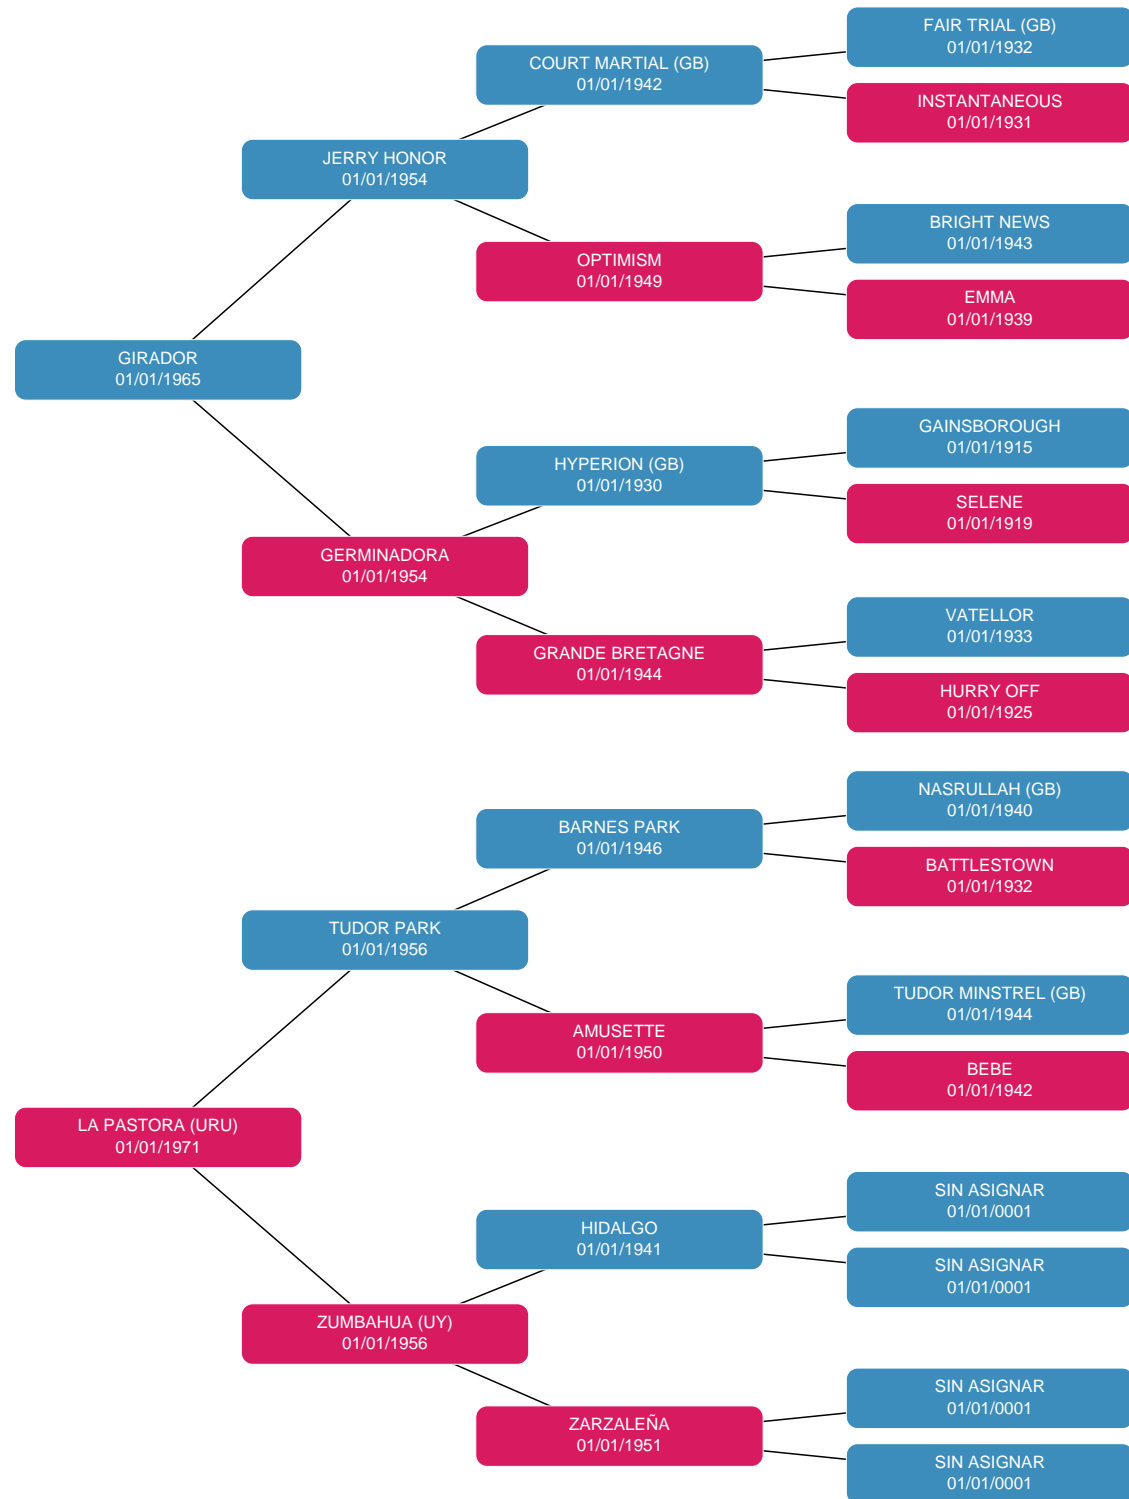 FAIR TRIAL (GB)
01/01/1932
COURT MARTIAL (GB)
01/01/1942
INSTANTANEOUS
01/01/1931
JERRY HONOR
01/01/1954
BRIGHT NEWS
01/01/1943
OPTIMISM
01/01/1949
EMMA
01/01/1939
GIRADOR
01/01/1965
GAINSBOROUGH
01/01/1915
HYPERION (GB)
01/01/1930
SELENE
01/01/1919
GERMINADORA
01/01/1954
VATELLOR
01/01/1933
GRANDE BRETAGNE
01/01/1944
HURRY OFF
01/01/1925
NASRULLAH (GB)
01/01/1940
BARNES PARK
01/01/1946
BATTLESTOWN
01/01/1932
TUDOR PARK
01/01/1956
TUDOR MINSTREL (GB)
01/01/1944
AMUSETTE
01/01/1950
BEBE
01/01/1942
LA PASTORA (URU)
01/01/1971
SIN ASIGNAR
01/01/0001
HIDALGO
01/01/1941
SIN ASIGNAR
01/01/0001
ZUMBAHUA (UY)
01/01/1956
SIN ASIGNAR
01/01/0001
ZARZALEÑA
01/01/1951
SIN ASIGNAR
01/01/0001